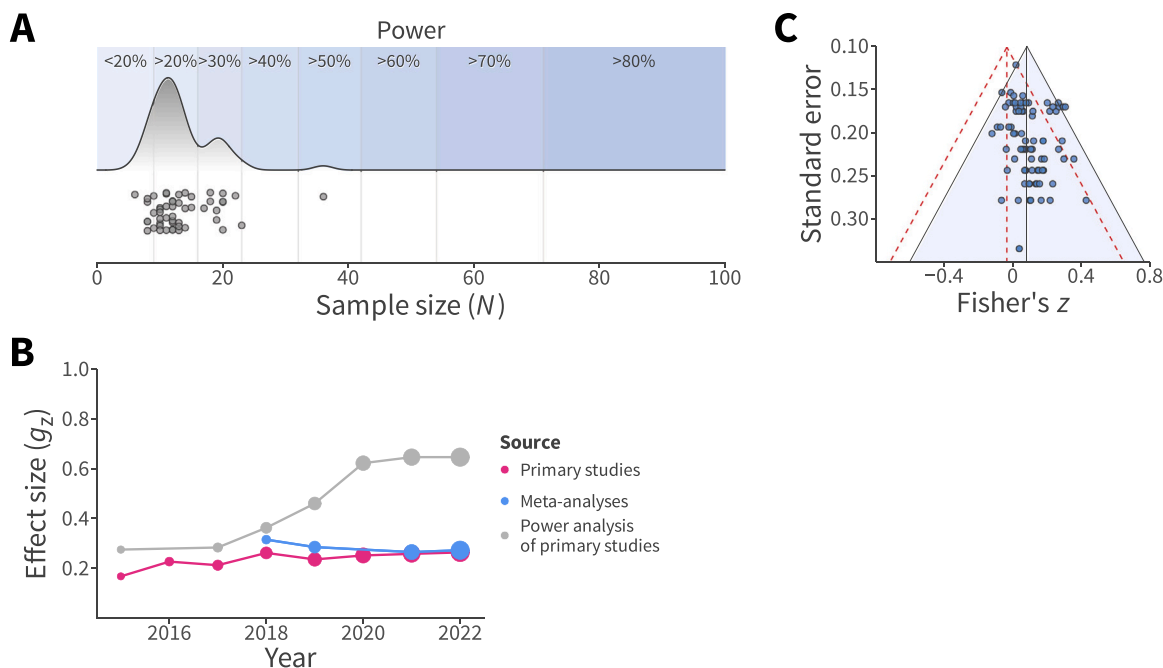 A
Power
<20% >20% >30% >40% >50% >60% >70% >80%
0 20 40 60 80 100
Sample size (N)
B
1.0
0.8
0.6
0.4
0.2
Effect size (gz)
2016 2018 2020 2022
Year
Source
Primary studies
Meta-analyses
Power analysis
of primary studies
C
0.10
0.15
0.20
0.25
0.30
Standard error
−0.4 0 0.4 0.8
Fisher's z